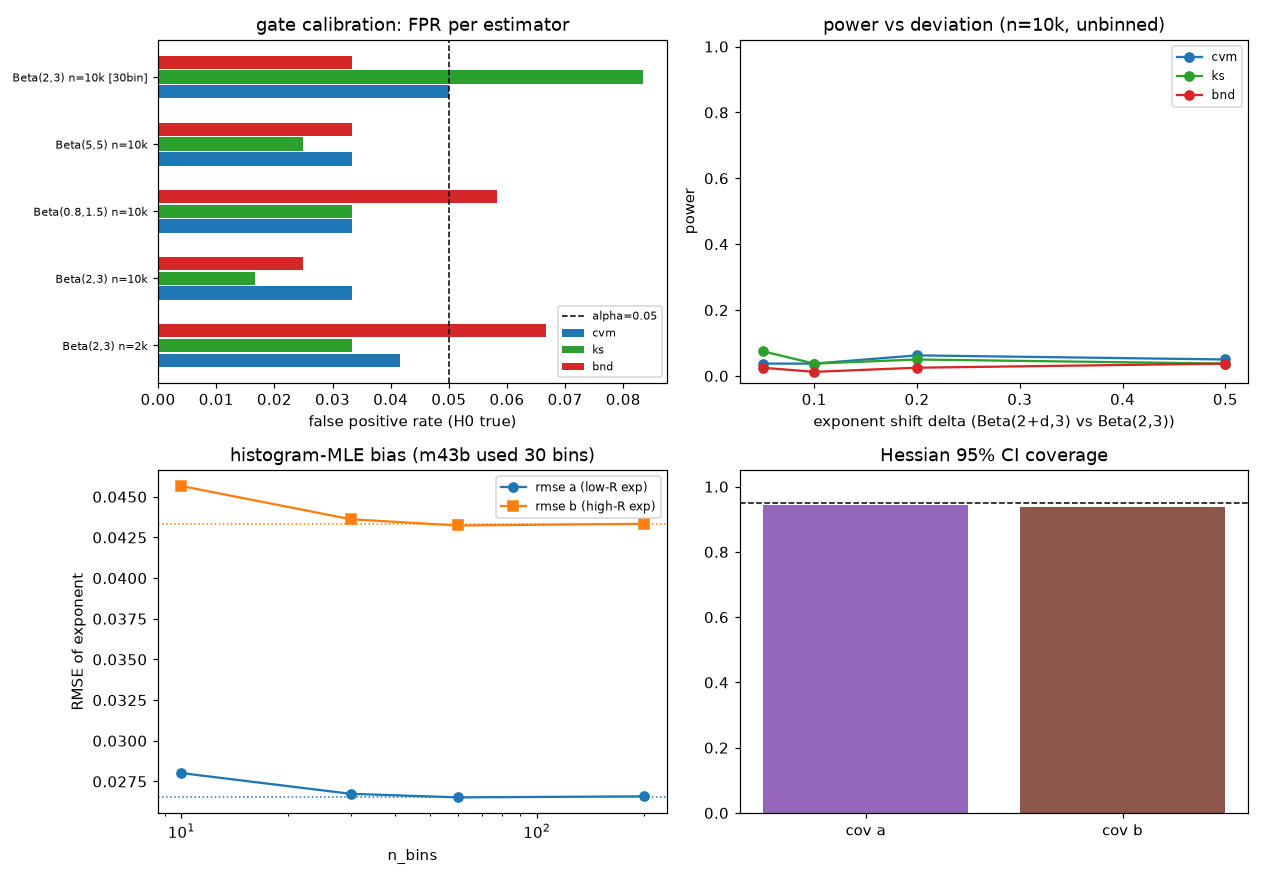 gate calibration: FPR per estimator
Beta(2,3) n=10k [30bin]
Beta(5,5) n=10k
Beta(0.8,1.5) n=10k
Beta(2,3) n=10k
Beta(2,3) n=2k
alpha=0.05
cvm
ks
bnd
0.00 0.01 0.02 0.03 0.04 0.05 0.06 0.07 0.08
false positive rate (H0 true)
power vs deviation (n=10k, unbinned)
cvm
ks
bnd
1.0
0.8
0.6
0.4
0.2
0.0
power
0.1 0.2 0.3 0.4 0.5
exponent shift delta (Beta(2+d,3) vs Beta(2,3))
histogram-MLE bias (m43b used 30 bins)
rmse a (low-R exp)
rmse b (high-R exp)
0.0450
0.0425
0.0400
0.0375
0.0350
0.0325
0.0300
0.0275
RMSE of exponent
10¹ 10²
n_bins
Hessian 95% CI coverage
1.0
0.8
0.6
0.4
0.2
0.0
cov a cov b